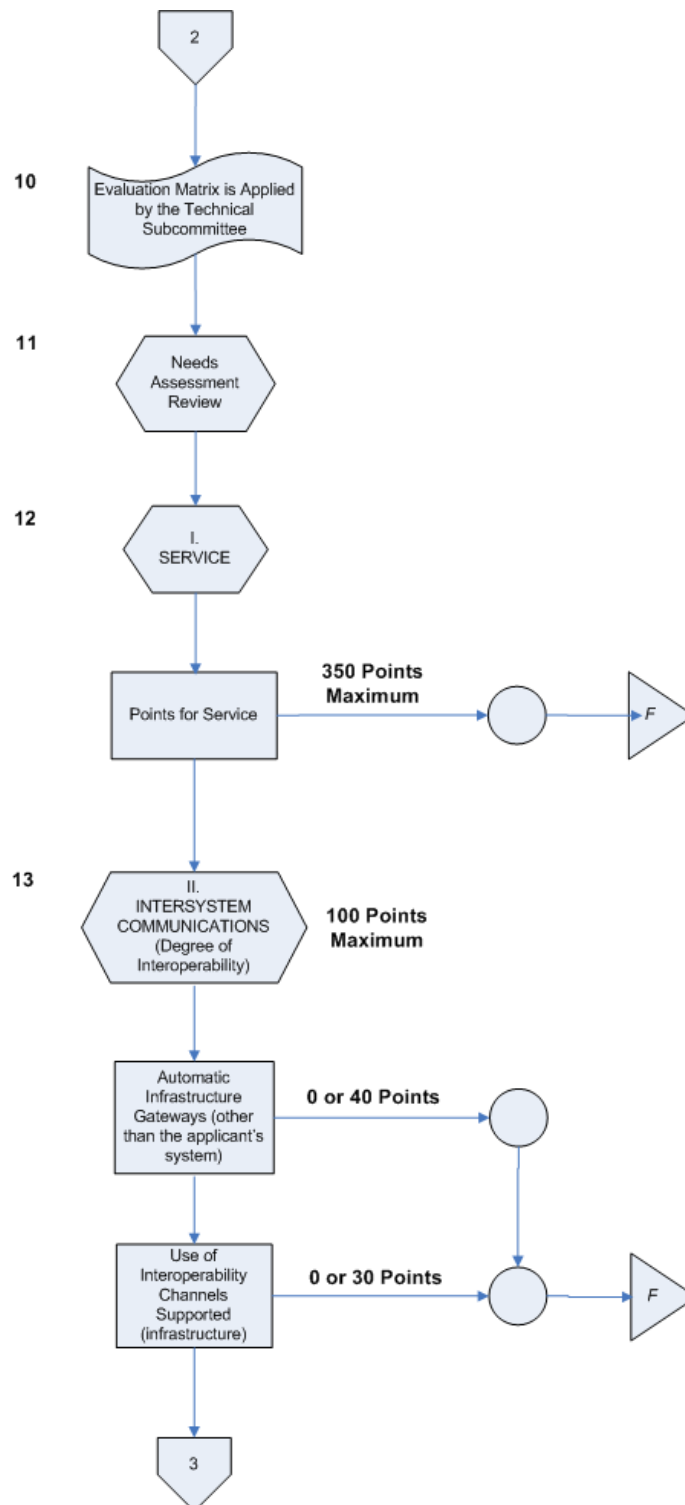 2
10
Evaluation Matrix is Applied
by the Technical
Subcommittee
11
Needs
Assessment
Review
12
I.
SERVICE
350 Points
Maximum
Points for Service
F
13
II.
INTERSYSTEM
COMMUNICATIONS
(Degree of
Interoperability)
100 Points
Maximum
Automatic
Infrastructure
Gateways (other
than the applicant's
system)
0 or 40 Points
Use of
Interoperability
Channels
Supported
(infrastructure)
0 or 30 Points
F
3